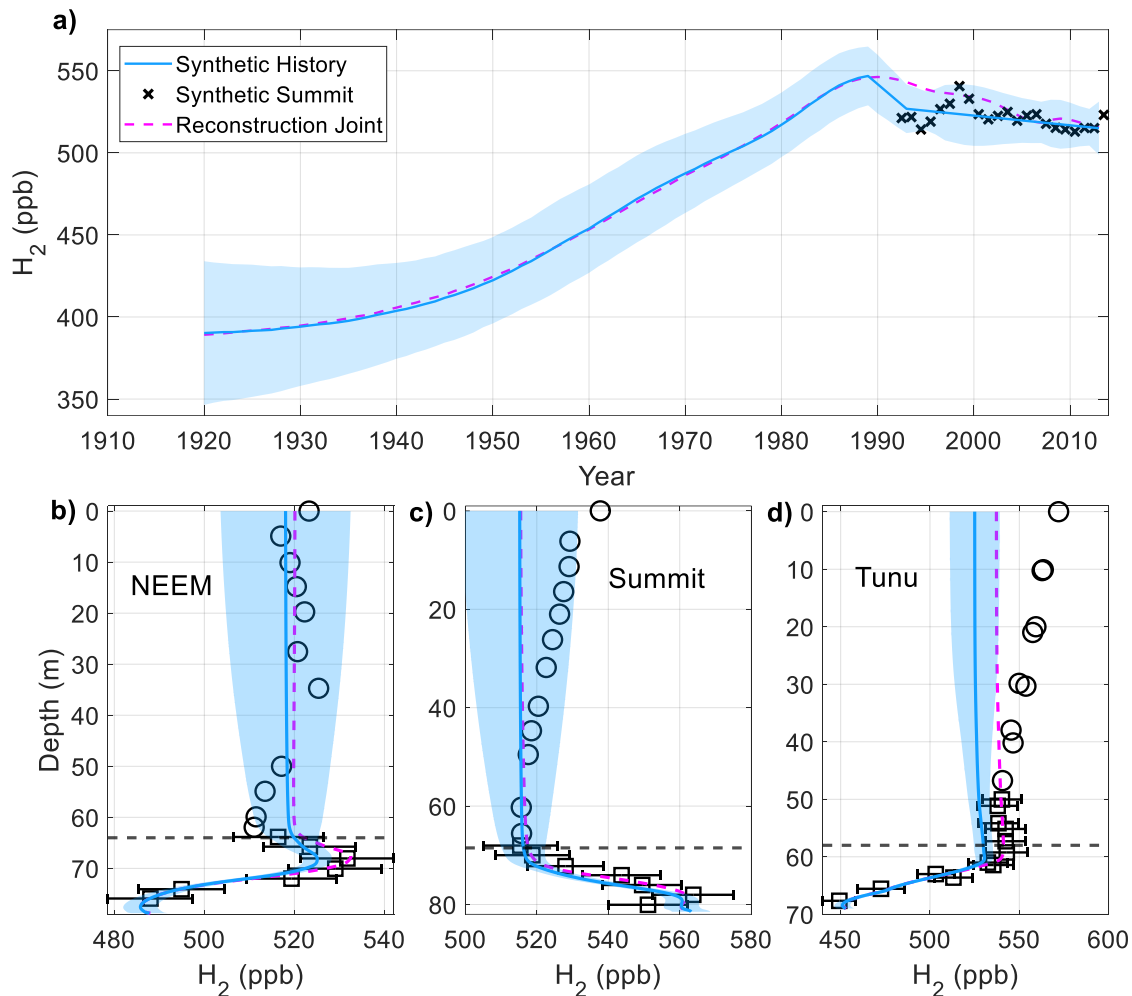 a)
Synthetic History
Synthetic Summit
Reconstruction Joint
H2 (ppb)
550
500
450
400
350
1910 1920 1930 1940 1950 1960 1970 1980 1990 2000 2010
Year
b)
NEEM
Depth (m)
0
10
20
30
40
50
60
70
480 500 520 540
H2 (ppb)
c)
Summit
0
20
40
60
80
500 520 540 560 580
H2 (ppb)
d)
Tunu
0
10
20
30
40
50
60
70
450 500 550 600
H2 (ppb)